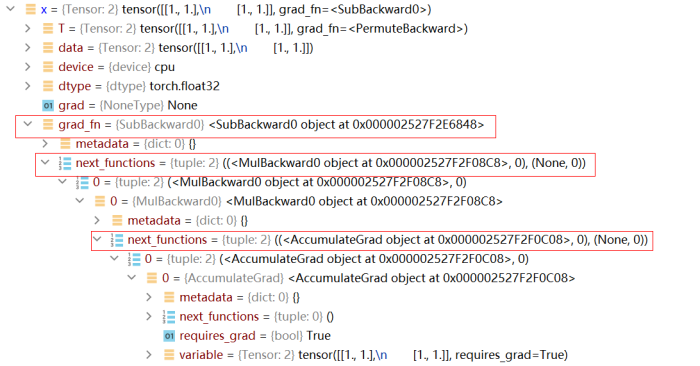 x = {Tensor: 2} tensor([[1., 1.],\n        [1., 1.]], grad_fn=<SubBackward0>)
T = {Tensor: 2} tensor([[1., 1.],\n        [1., 1.]], grad_fn=<PermuteBackward>)
data = {Tensor: 2} tensor([[1., 1.],\n        [1., 1.]])
device = {device} cpu
dtype = {dtype} torch.float32
01 grad = {NoneType} None
grad_fn = {SubBackward0} <SubBackward0 object at 0x000002527F2E6848>
metadata = {dict: 0} {}
next_functions = {tuple: 2} ((<MulBackward0 object at 0x000002527F2F08C8>, 0), (None, 0))
0 = {tuple: 2} (<MulBackward0 object at 0x000002527F2F08C8>, 0)
0 = {MulBackward0} <MulBackward0 object at 0x000002527F2F08C8>
metadata = {dict: 0} {}
next_functions = {tuple: 2} ((<AccumulateGrad object at 0x000002527F2F0C08>, 0), (None, 0))
0 = {tuple: 2} (<AccumulateGrad object at 0x000002527F2F0C08>, 0)
0 = {AccumulateGrad} <AccumulateGrad object at 0x000002527F2F0C08>
metadata = {dict: 0} {}
next_functions = {tuple: 0} ()
01 requires_grad = {bool} True
variable = {Tensor: 2} tensor([[1., 1.],\n        [1., 1.]], requires_grad=True)